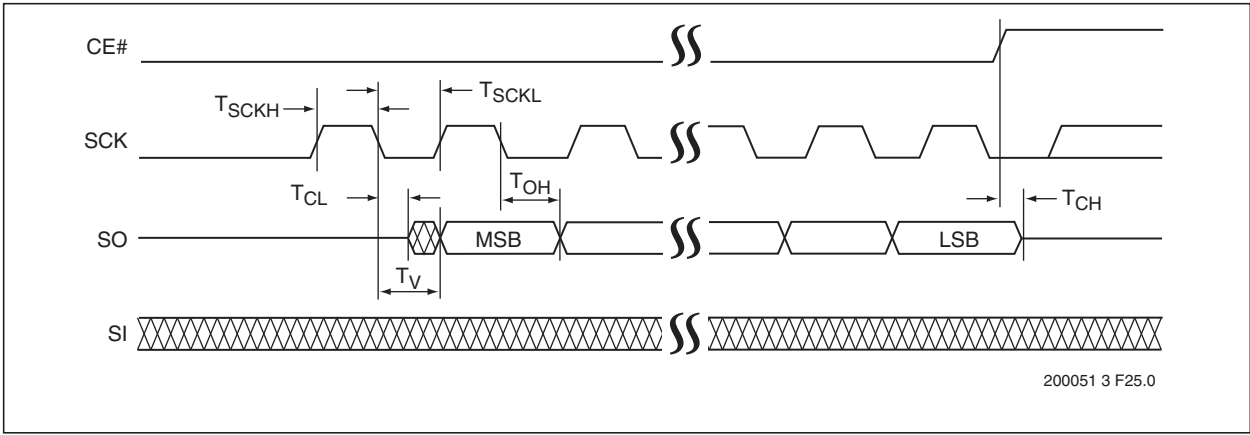 CE#
TSCKH
TSCKL
SCK
TCL
TOH
TCH
SO
MSB
LSB
TV
SI
200051 3 F25.0